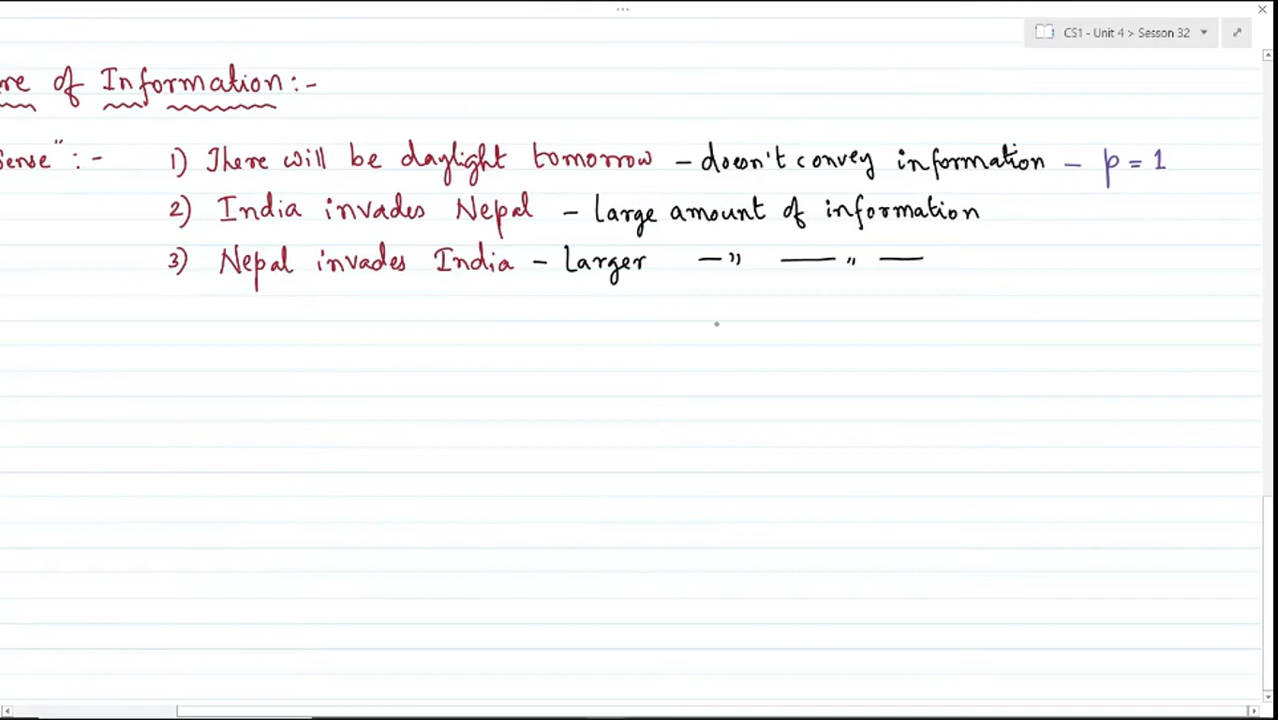 CS1 - Unit 4 > Sesson 32
re of Information:-
Sense":-
1) There will be daylight tomorrow - doesn't convey information - p = 1
2) India invades Nepal - large amount of information
3) Nepal invades India - larger —" — " —